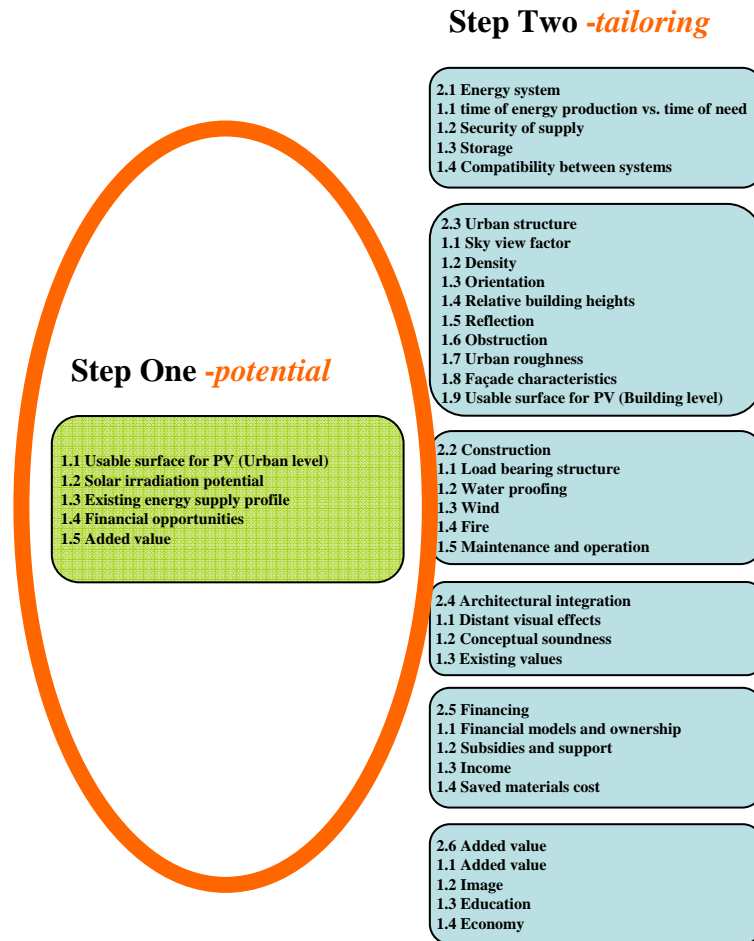 Step Two -tailoring
2.1 Energy system
1.1 time of energy production vs. time of need
1.2 Security of supply
1.3 Storage
1.4 Compatibility between systems
2.3 Urban structure
1.1 Sky view factor
1.2 Density
1.3 Orientation
1.4 Relative building heights
1.5 Reflection
1.6 Obstruction
1.7 Urban roughness
1.8 Façade characteristics
1.9 Usable surface for PV (Building level)
Step One -potential
1.1 Usable surface for PV (Urban level)
1.2 Solar irradiation potential
1.3 Existing energy supply profile
1.4 Financial opportunities
1.5 Added value
2.2 Construction
1.1 Load bearing structure
1.2 Water proofing
1.3 Wind
1.4 Fire
1.5 Maintenance and operation
2.4 Architectural integration
1.1 Distant visual effects
1.2 Conceptual soundness
1.3 Existing values
2.5 Financing
1.1 Financial models and ownership
1.2 Subsidies and support
1.3 Income
1.4 Saved materials cost
2.6 Added value
1.1 Added value
1.2 Image
1.3 Education
1.4 Economy